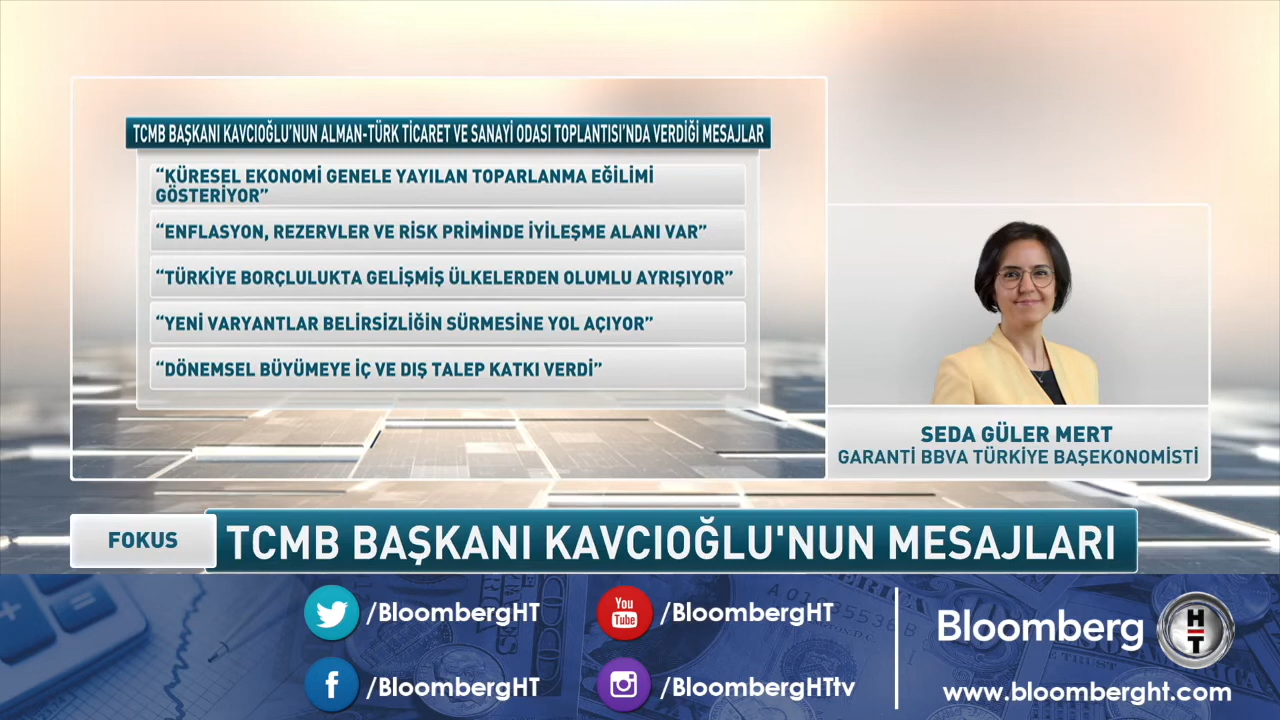 TCMB BAŞKANI KAVCIOĞLU'NUN ALMAN-TÜRK TİCARET VE SANAYİ ODASI TOPLANTISI'NDA VERDİĞİ MESAJLAR
“KÜRESEL EKONOMİ GENELE YAYILAN TOPARLANMA EĞİLİMİ
GÖSTERİYOR”
“ENFLASYON, REZERVLER VE RİSK PRİMİNDE İYİLEŞME ALANI VAR”
“TÜRKİYE BORÇLULUKTA GELİŞMİŞ ÜLKELERDEN OLUMLU AYRIŞIYOR”
“YENİ VARYANTLAR BELİRSİZLİĞİN SÜRMESİNE YOL AÇIYOR”
“DÖNEMSEL BÜYÜMEYE İÇ VE DIŞ TALEP KATKI VERDİ”
SEDA GÜLER MERT
GARANTİ BBVA TÜRKİYE BAŞEKONOMİSTİ
FOKUS
TCMB BAŞKANI KAVCIOĞLU'NUN MESAJLARI
/BloombergHT
You Tube /BloombergHT
/BloombergHT
/BloombergHTtv
Bloomberg HT
www.bloomberght.com